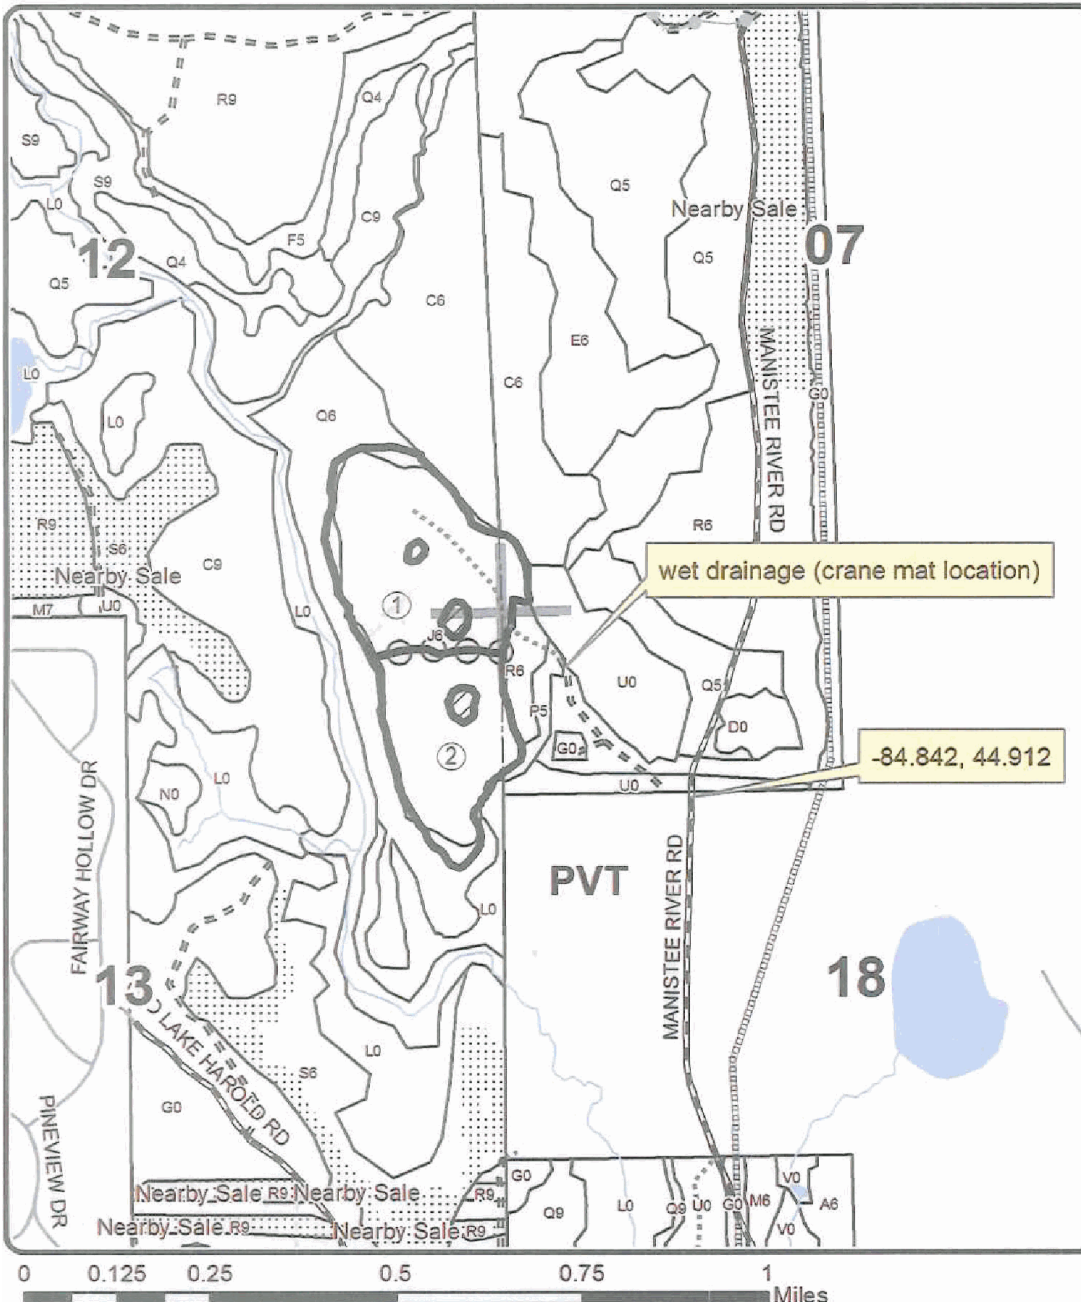 R9
Q4
S9
S9
Q5
L0
Nearby Sale
C9
F5
12
07
Q4
Q5
Q5
C6
E6
L0
C6
G0
MANISTEE RIVER RD
L0
Q6
R9
R6
S6
C9
Nearby Sale
wet drainage (crane mat location)
M7
U0
1
L0
J6
R6
U0
Q5
P5
D0
G0
2
-84.842, 44.912
L0
N0
U0
FAIRWAY HOLLOW DR
PVT
MANISTEE RIVER RD
L0
13
18
D LAKE HAROLD RD
L0
S6
G0
PINEVIEW DR
G0
V0
Nearby Sale R9 Nearby Sale
R9
Q9
L0
Q9
U0
G0
M6
A6
Nearby Sale R9
Nearby Sale R9
V0
0 0.125 0.25 0.5 0.75 1
Miles